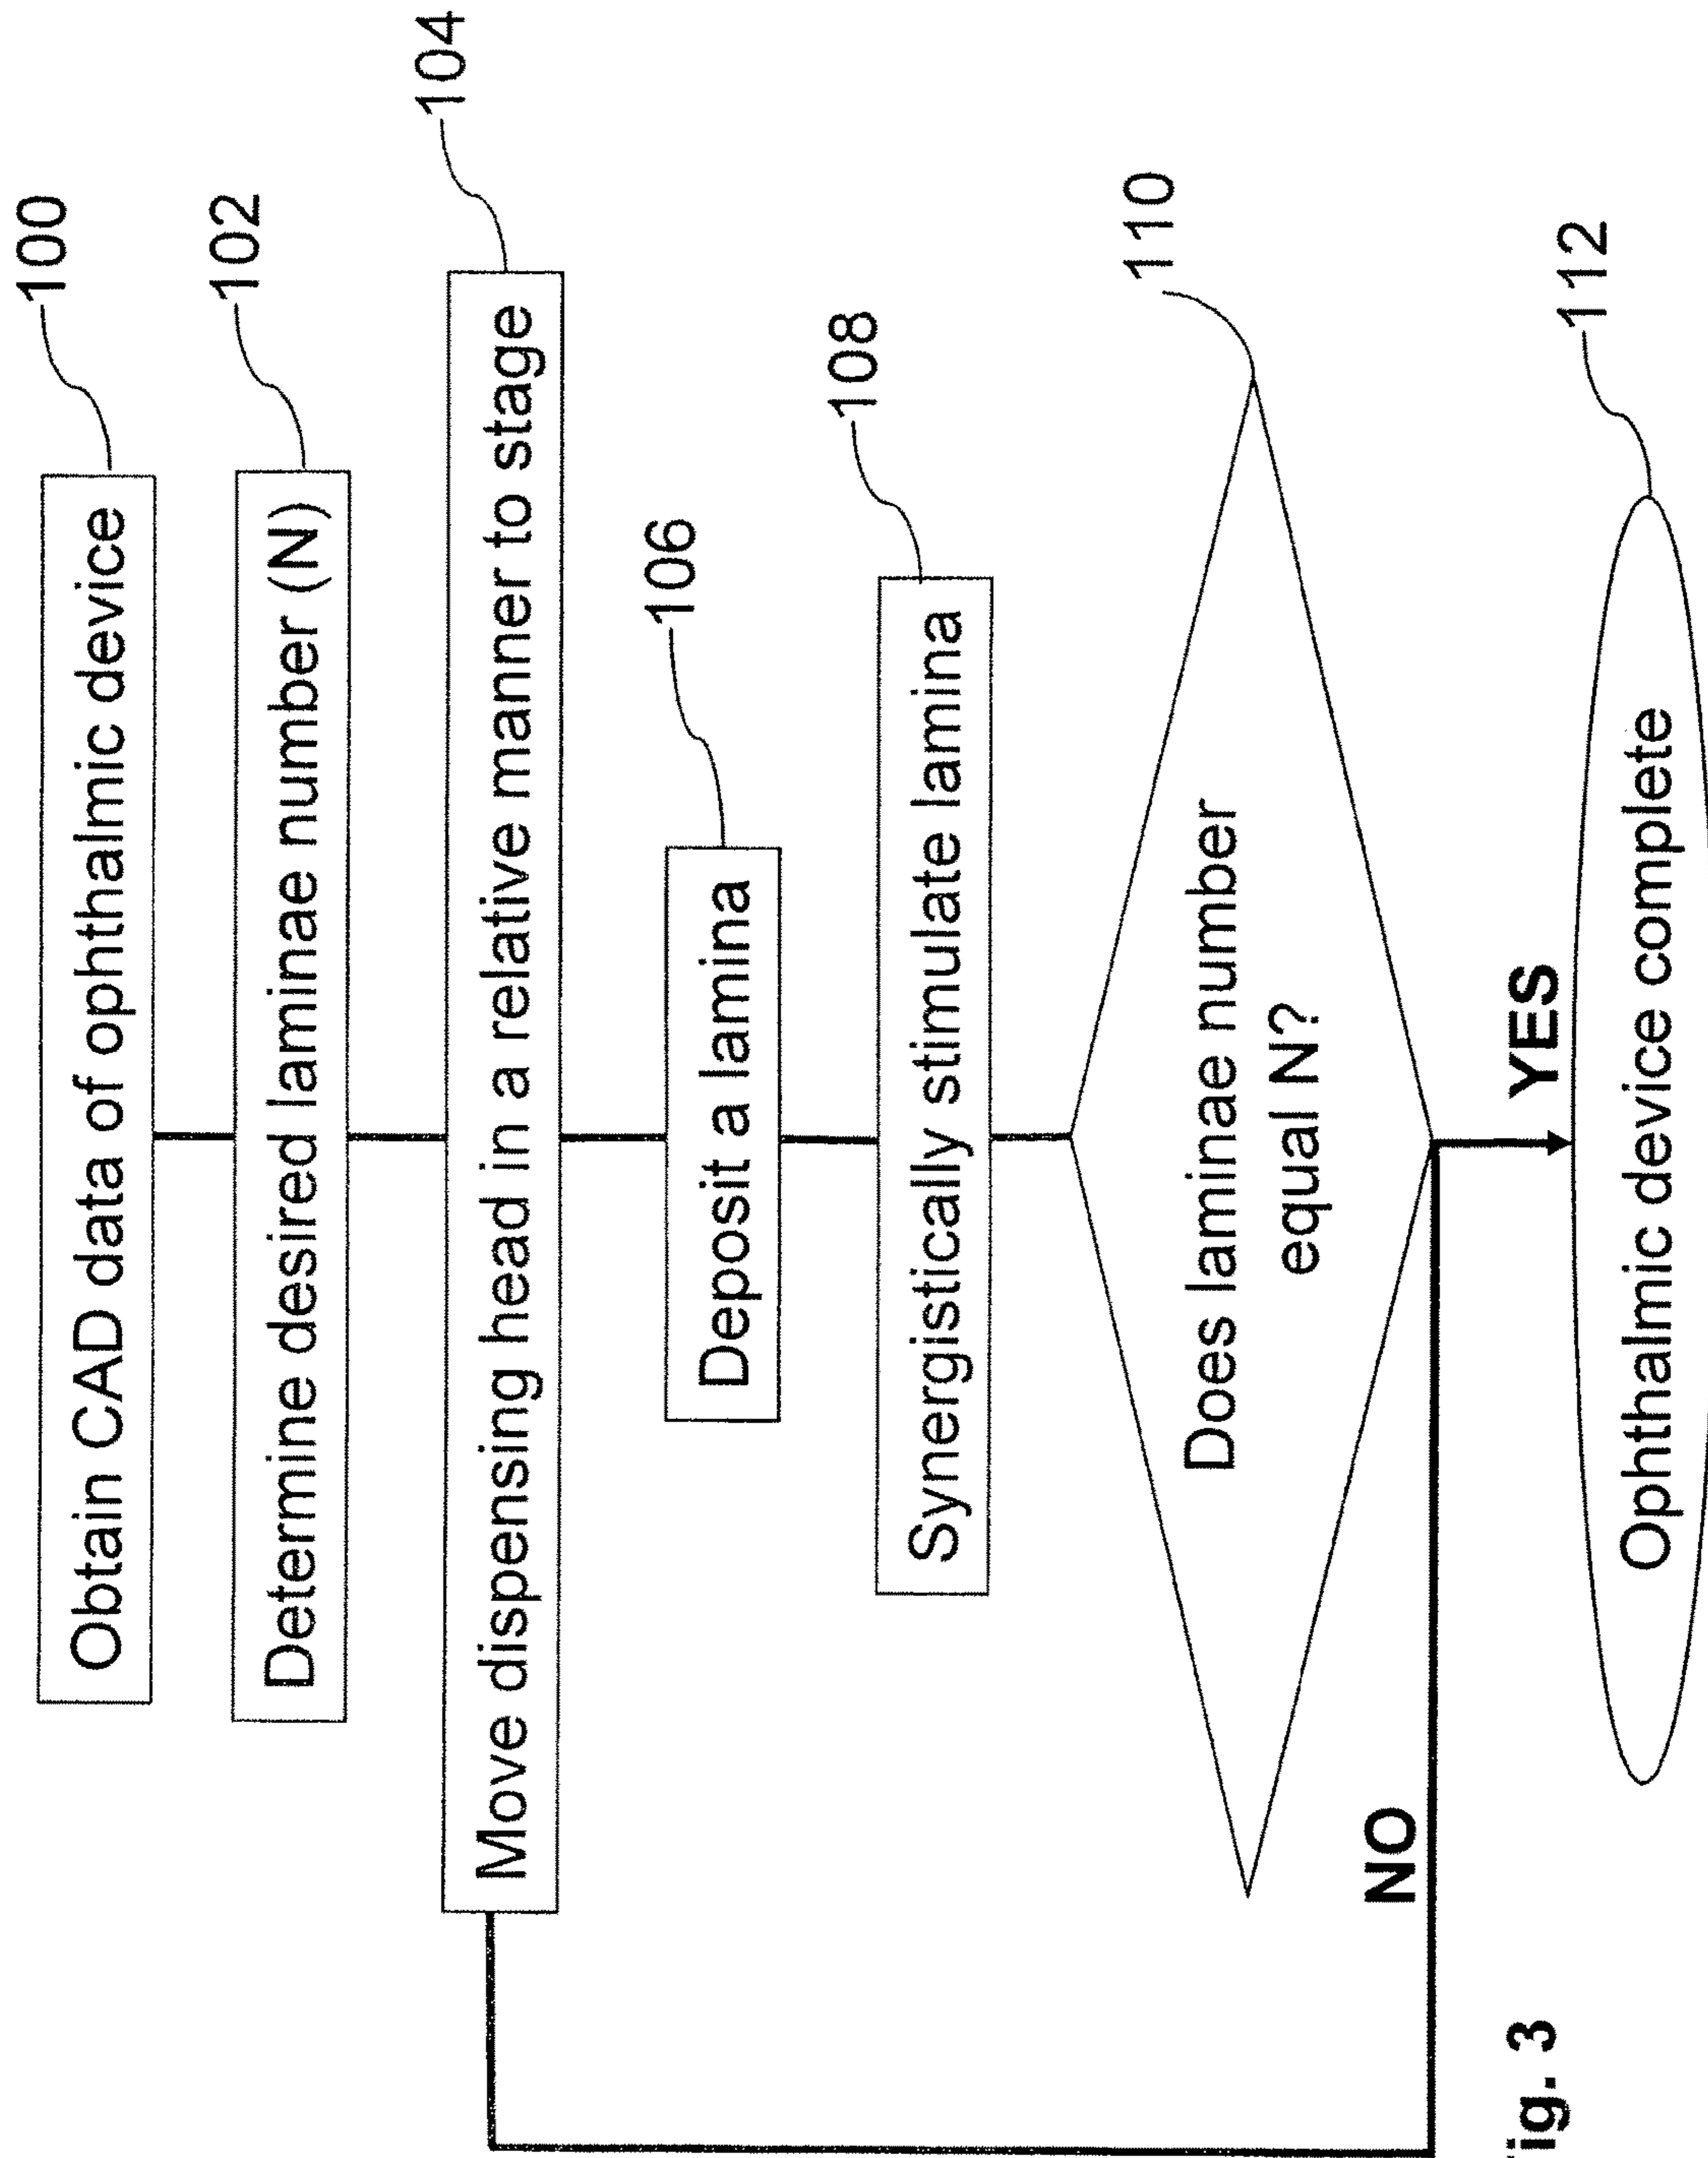 100
Obtain CAD data of ophthalmic device
102
Determine desired laminae number (N)
104
Move dispensing head in a relative manner to stage
106
Deposit a lamina
108
Synergistically stimulate lamina
110
Does laminae number
equal N?
NO
YES
112
Ophthalmic device complete
ig. 3